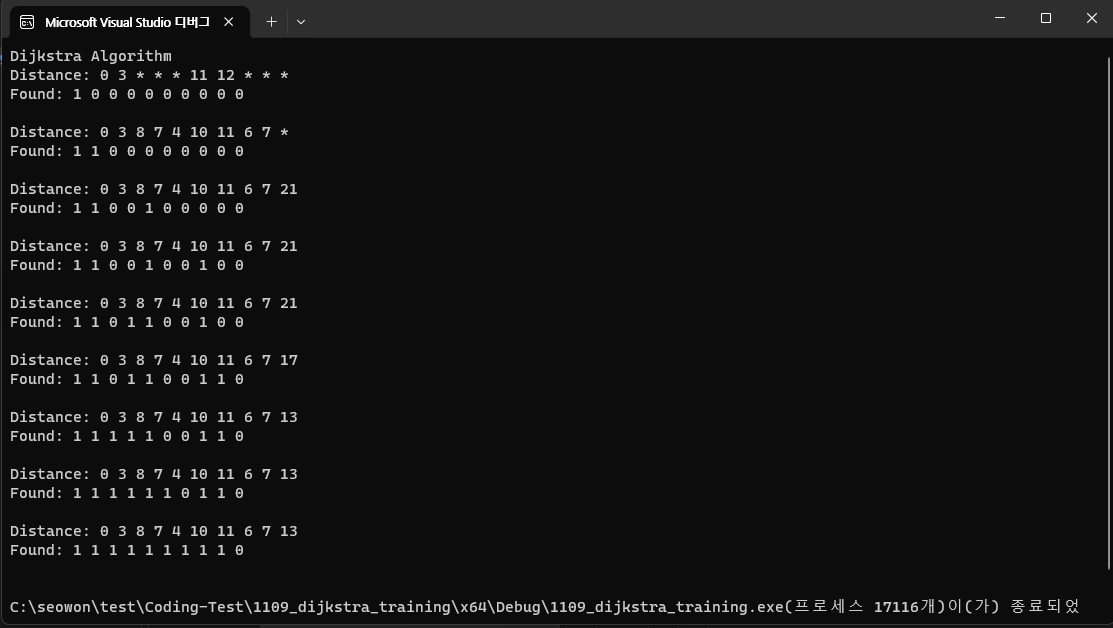 Microsoft Visual Studio 디버그
Dijkstra Algorithm
Distance: 0 3 * * * 11 12 * * *
Found: 1 0 0 0 0 0 0 0 0 0
Distance: 0 3 8 7 4 10 11 6 7 *
Found: 1 1 0 0 0 0 0 0 0 0
Distance: 0 3 8 7 4 10 11 6 7 21
Found: 1 1 0 0 1 0 0 0 0 0
Distance: 0 3 8 7 4 10 11 6 7 21
Found: 1 1 0 0 1 0 0 1 0 0
Distance: 0 3 8 7 4 10 11 6 7 21
Found: 1 1 0 1 1 0 0 1 0 0
Distance: 0 3 8 7 4 10 11 6 7 17
Found: 1 1 0 1 1 0 0 1 1 0
Distance: 0 3 8 7 4 10 11 6 7 13
Found: 1 1 1 1 1 0 0 1 1 0
Distance: 0 3 8 7 4 10 11 6 7 13
Found: 1 1 1 1 1 1 0 1 1 0
Distance: 0 3 8 7 4 10 11 6 7 13
Found: 1 1 1 1 1 1 1 1 1 0
C:\seowon\test\Coding-Test\1109_dijkstra_training\x64\Debug\1109_dijkstra_training.exe(프로세스 17116개)이(가) 종료되었